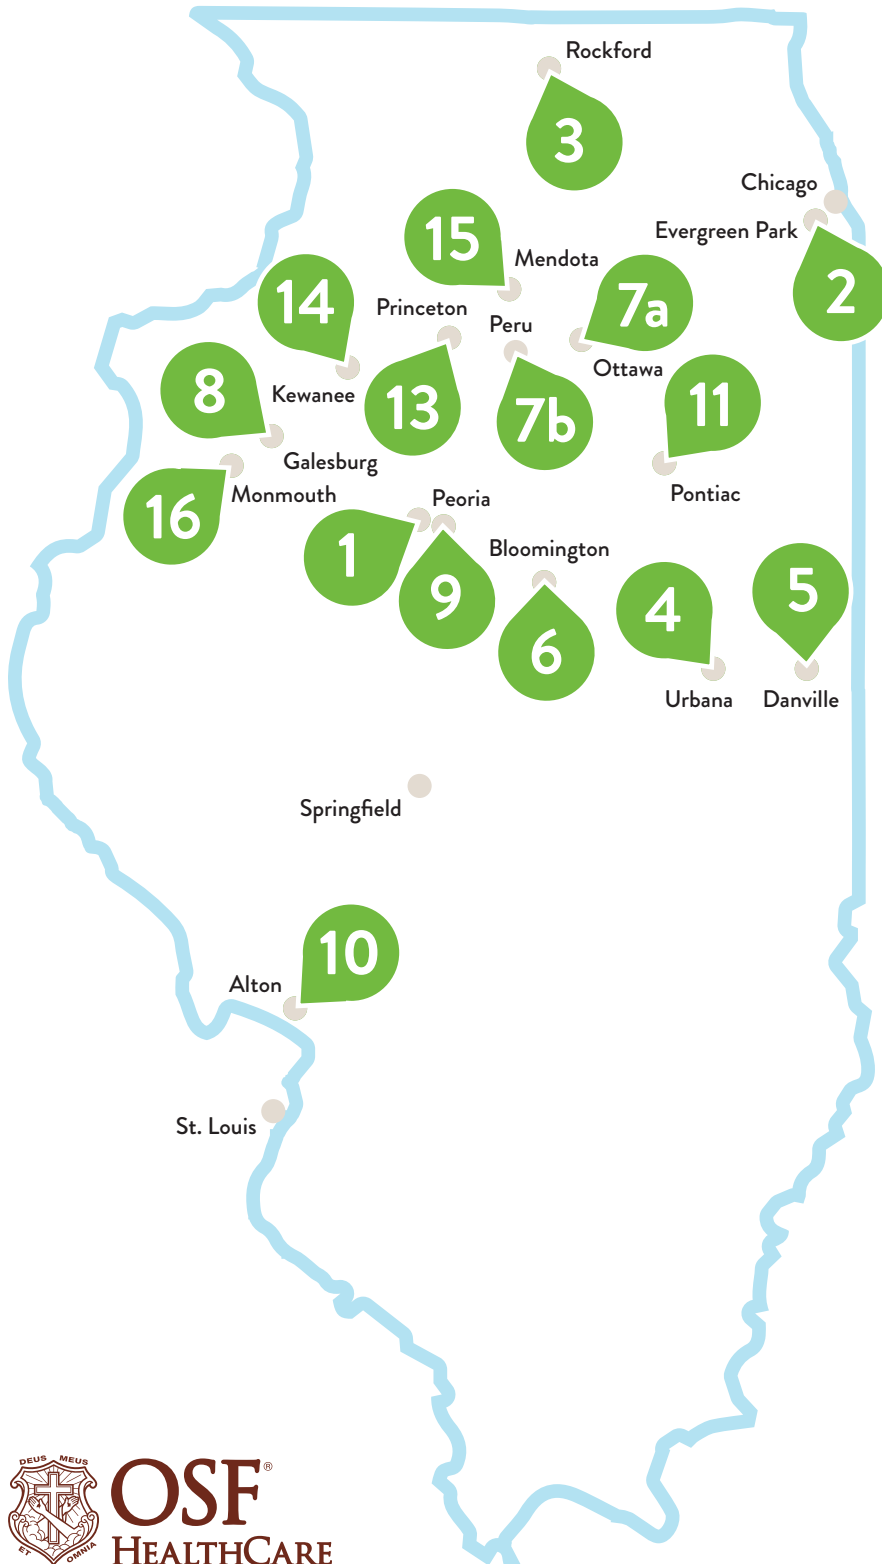 Rockford
3
Chicago
15
Evergreen Park
Mendota
14
7a
2
Princeton
Peru
Ottawa
8
Kewanee
13
11
7b
Galesburg
Pontiac
16
Monmouth
Peoria
1
Bloomington
9
4
5
6
Urbana
Danville
Springfield
10
Alton
St. Louis
DEUS MEUS
ET OMNIA
OSF®
HEALTHCARE